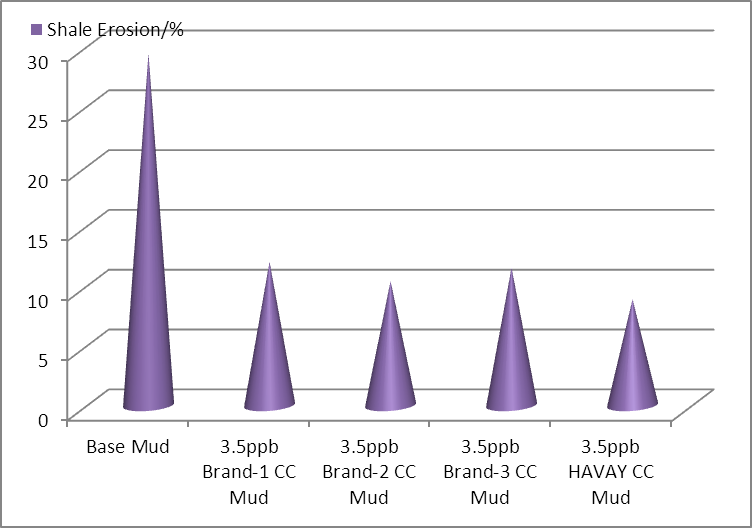 Shale Erosion/%
30
25
20
15
10
5
0
Base Mud
3.5ppb
Brand-1 CC
Mud
3.5ppb
Brand-2 CC
Mud
3.5ppb
Brand-3 CC
Mud
3.5ppb
HAVAY CC
Mud